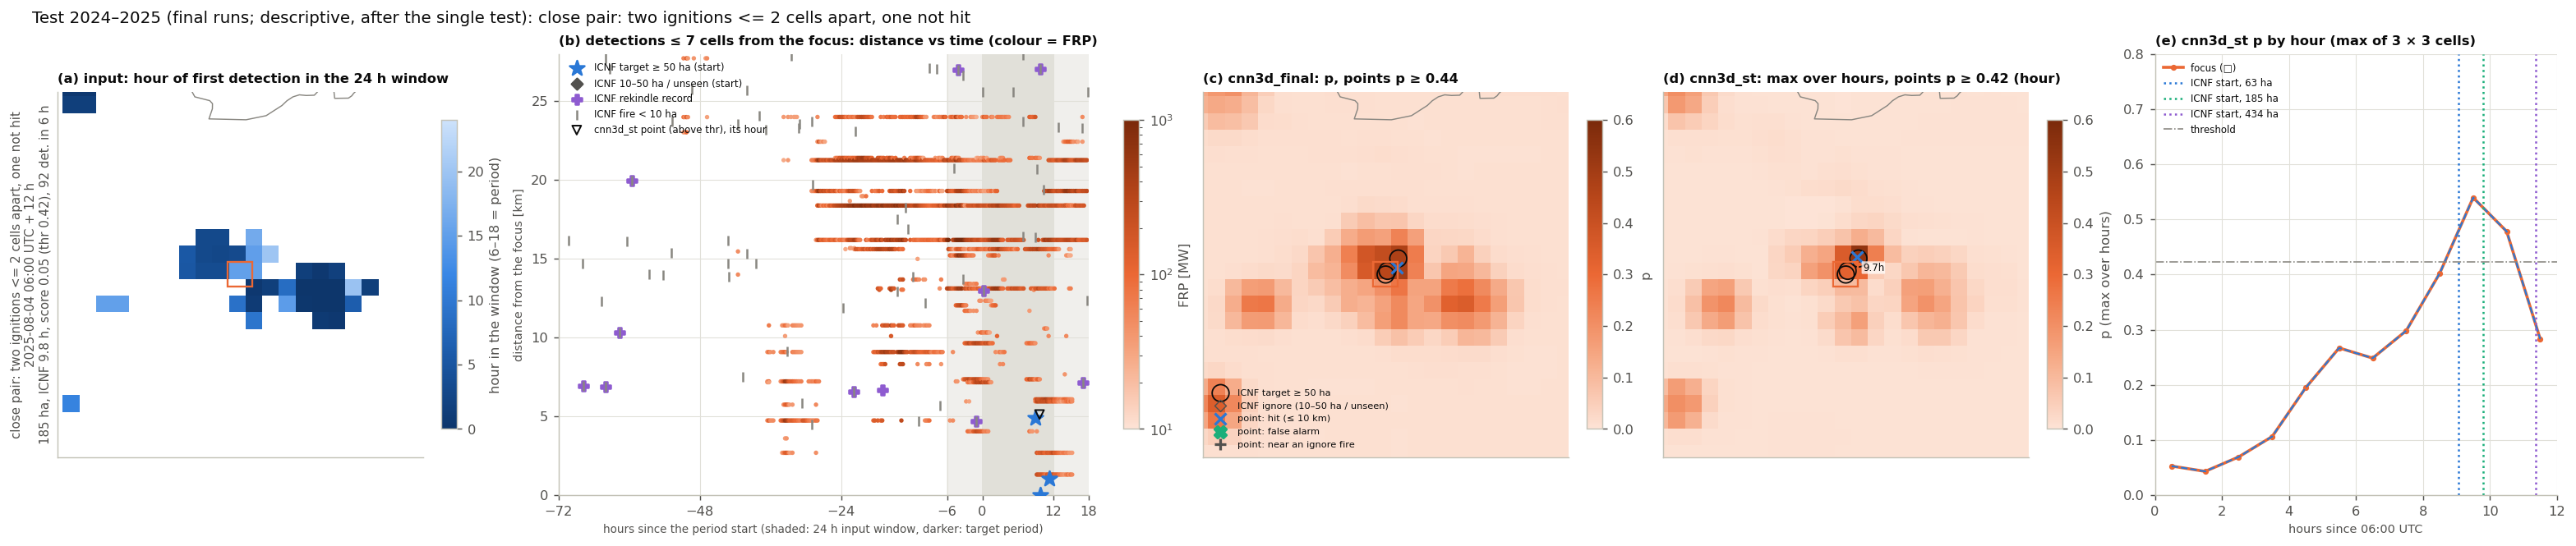 Test 2024–2025 (final runs; descriptive, after the single test): close pair: two ignitions <= 2 cells apart, one not hit
(a) input: hour of first detection in the 24 h window
close pair: two ignitions <= 2 cells apart, one not hit
2025-08-04 06:00 UTC + 12 h
185 ha, ICNF 9.8 h, score 0.05 (thr 0.42), 92 det. in 6 h
20
15
10
5
0
hour in the window (6–18 = period)
(b) detections ≤ 7 cells from the focus: distance vs time (colour = FRP)
ICNF target ≥ 50 ha (start)
ICNF 10–50 ha / unseen (start)
ICNF rekindle record
ICNF fire < 10 ha
cnn3d_st point (above thr), its hour
25
20
15
10
5
0
distance from the focus [km]
−72
−48
−24
−6
0
12
18
hours since the period start (shaded: 24 h input window, darker: target period)
10³
10²
10¹
FRP [MW]
(c) cnn3d_final: p, points p ≥ 0.44
ICNF target ≥ 50 ha
ICNF ignore (10–50 ha / unseen)
point: hit (≤ 10 km)
point: false alarm
point: near an ignore fire
0.6
0.5
0.4
0.3
0.2
0.1
0.0
p
(d) cnn3d_st: max over hours, points p ≥ 0.42 (hour)
9.7h
0.6
0.5
0.4
0.3
0.2
0.1
0.0
p (max over hours)
(e) cnn3d_st p by hour (max of 3 × 3 cells)
focus (□)
ICNF start, 63 ha
ICNF start, 185 ha
ICNF start, 434 ha
threshold
0.8
0.7
0.6
0.5
0.4
0.3
0.2
0.1
0.0
0
2
4
6
8
10
12
hours since 06:00 UTC